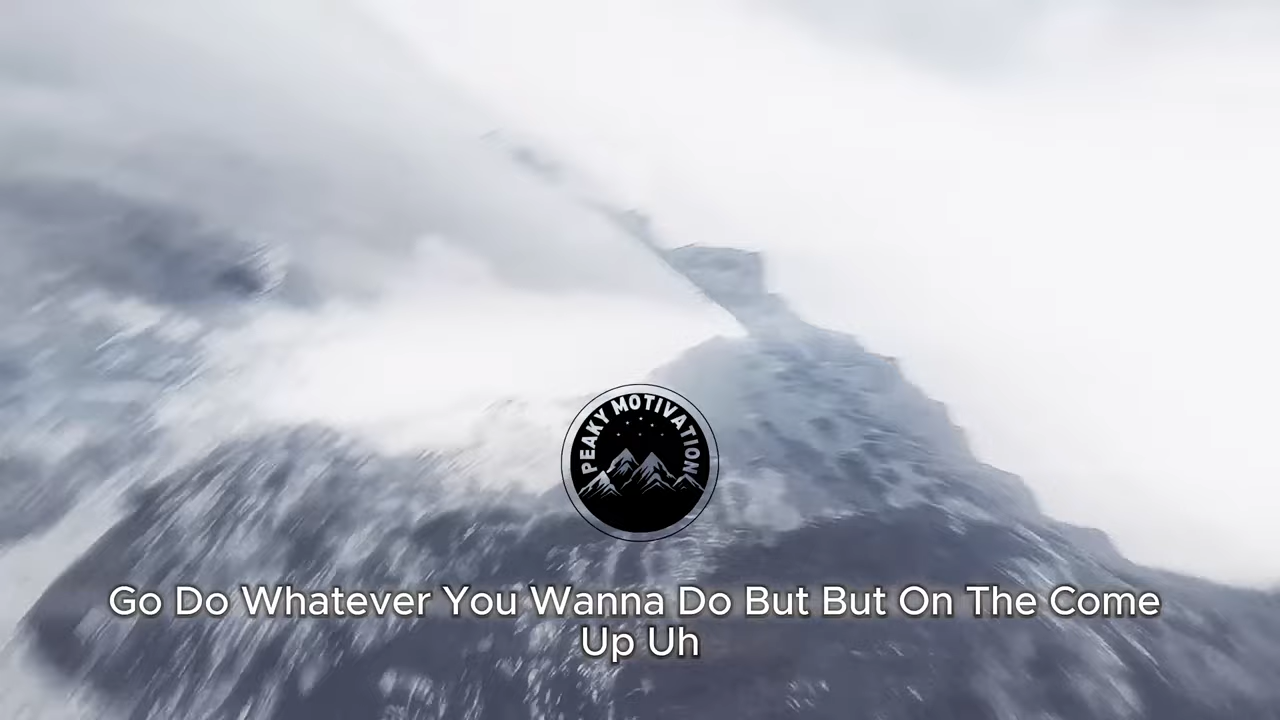 PEAKY MOTIVATION
Go Do Whatever You Wanna Do But But On The Come
Up Uh